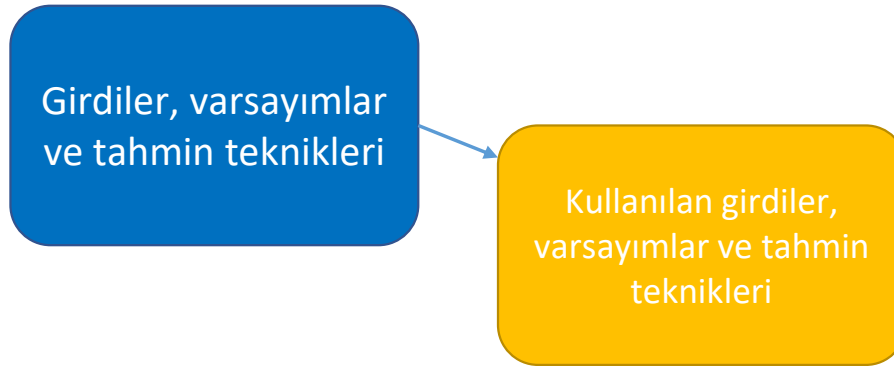 Girdiler, varsayımlar
ve tahmin teknikleri
Kullanılan girdiler,
varsayımlar ve tahmin
teknikleri